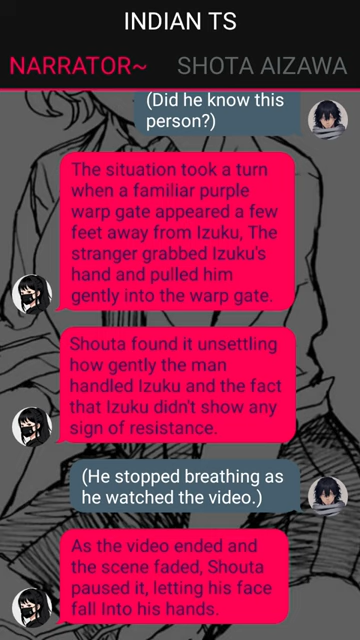 INDIAN TS
NARRATOR~ SHOTA AIZAWA
(Did he know this
person?)
The situation took a turn
when a familiar purple
warp gate appeared a few
feet away from Izuku, The
stranger grabbed Izuku's
hand and pulled him
gently into the warp gate.
Shouta found it unsettling
how gently the man
handled Izuku and the fact
that Izuku didn't show any
sign of resistance.
(He stopped breathing as
he watched the video.)
As the video ended and
the scene faded, Shouta
paused it, letting his face
fall Into his hands.